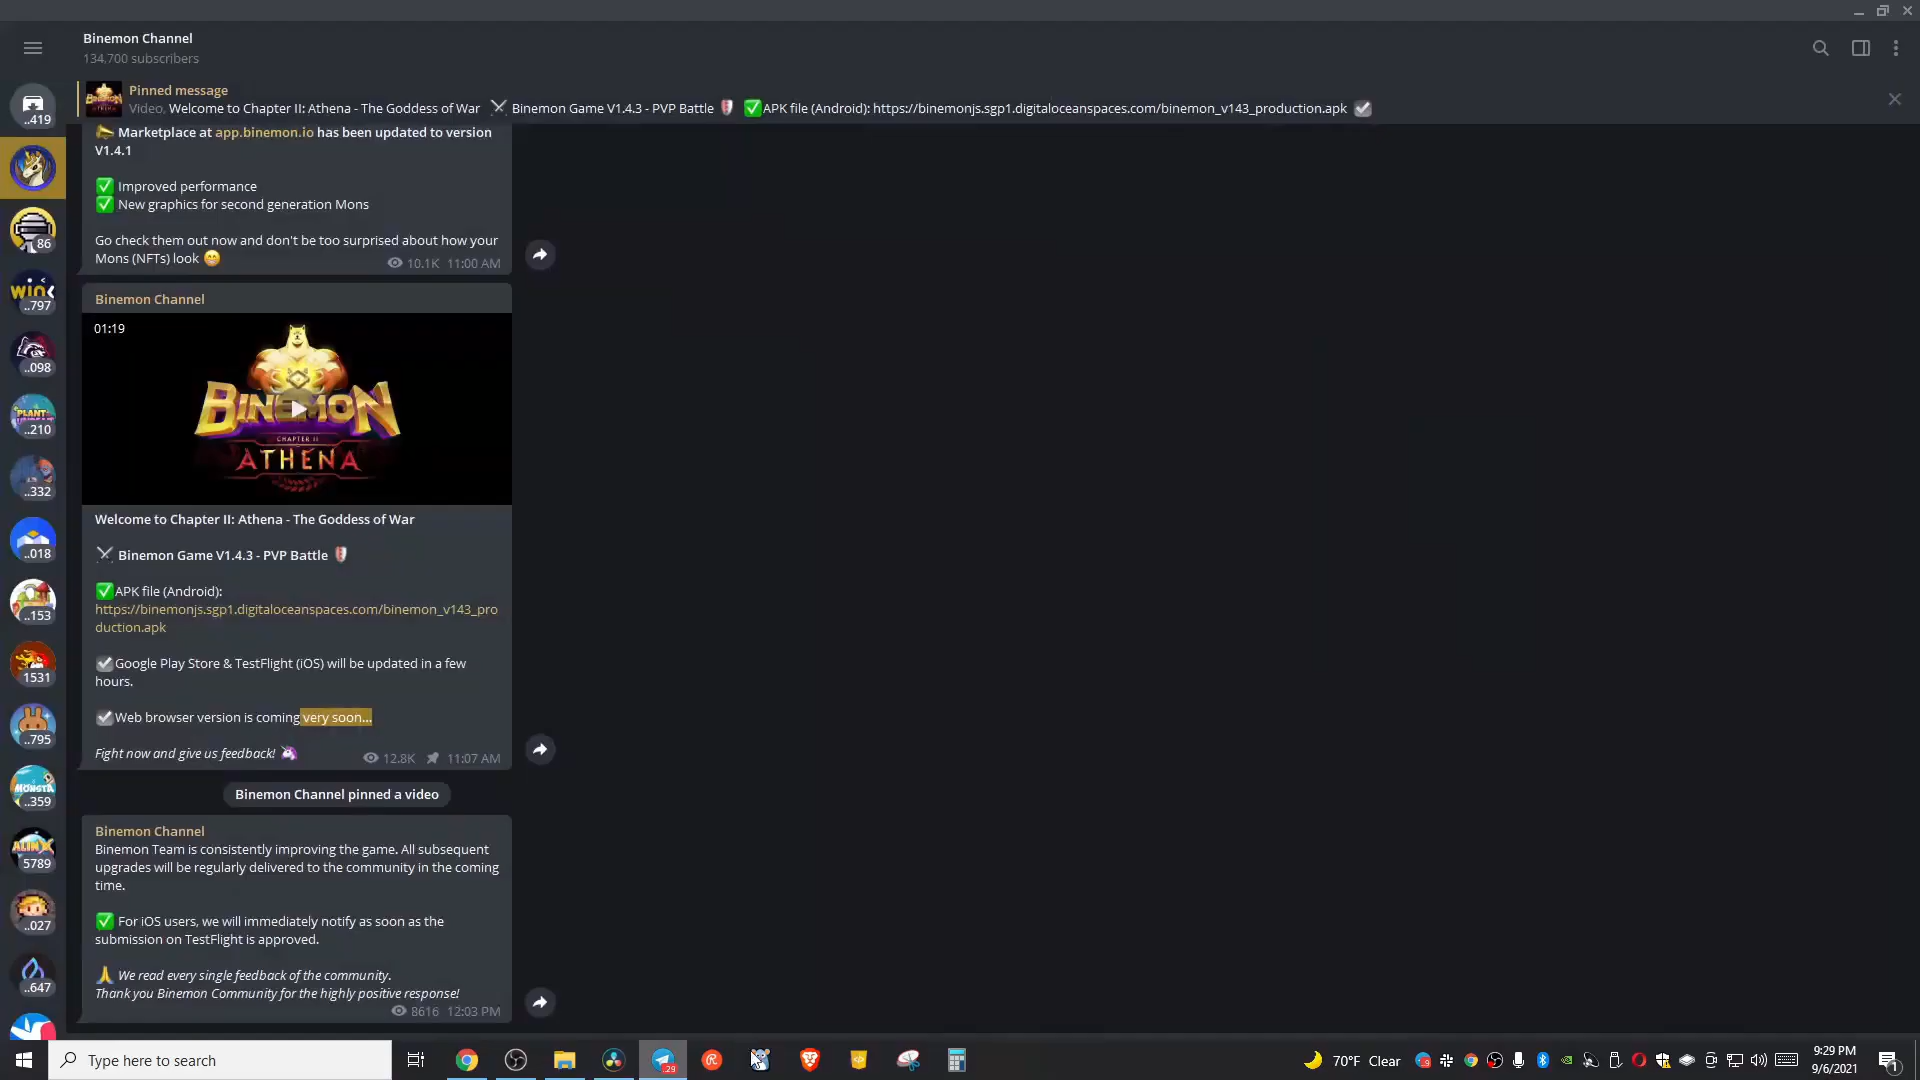 Binemon Channel
134,700 subscribers
Pinned message
Video, Welcome to Chapter II: Athena - The Goddess of War ⚔ Binemon Game V1.4.3 - PVP Battle 🛡 ✅APK file (Android): https://binemonjs.sgp1.digitaloceanspaces.com/binemon_v143_production.apk ☑
Marketplace at app.binemon.io has been updated to version
V1.4.1
✅ Improved performance
✅ New graphics for second generation Mons
Go check them out now and don't be too surprised about how your
Mons (NFTs) look 😁
10.1K 11:00 AM
Binemon Channel
01:19
BINEMON
CHAPTER II
ATHENA
Welcome to Chapter II: Athena - The Goddess of War
⚔ Binemon Game V1.4.3 - PVP Battle 🛡
✅APK file (Android):
https://binemonjs.sgp1.digitaloceanspaces.com/binemon_v143_pro
duction.apk
☑Google Play Store & TestFlight (iOS) will be updated in a few
hours.
☑Web browser version is coming very soon...
Fight now and give us feedback! 🦄
12.8K 11:07 AM
Binemon Channel pinned a video
Binemon Channel
Binemon Team is consistently improving the game. All subsequent
upgrades will be regularly delivered to the community in the coming
time.
✅ For iOS users, we will immediately notify as soon as the
submission on TestFlight is approved.
🙏 We read every single feedback of the community.
Thank you Binemon Community for the highly positive response!
8616 12:03 PM
..419
86
win
..797
..098
PLANT
..210
..332
..018
..153
1531
..795
MONSTA
..359
ALINX
5789
..027
..647
Type here to search
..29
70°F Clear
9:29 PM
9/6/2021
1